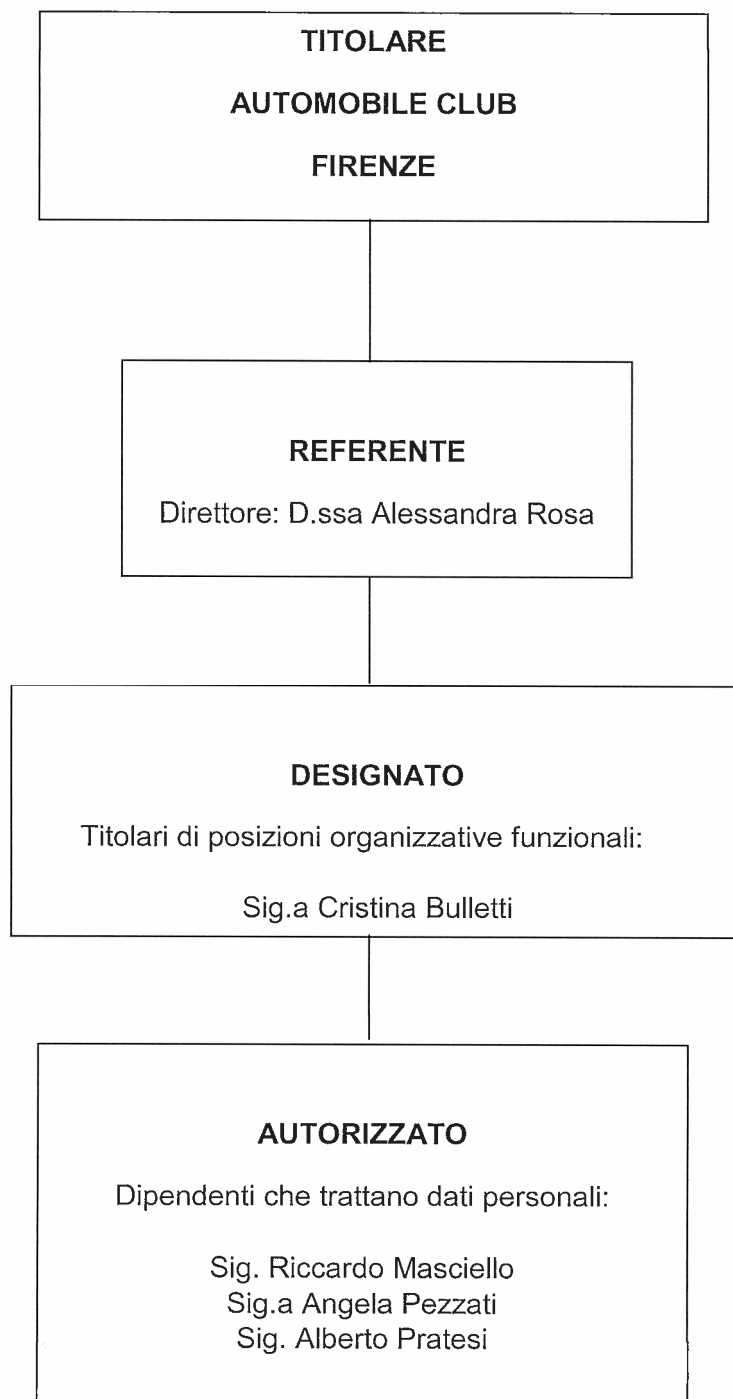 TITOLARE
AUTOMOBILE CLUB
FIRENZE
REFERENTE
Direttore: D.ssa Alessandra Rosa
DESIGNATO
Titolari di posizioni organizzative funzionali:
Sig.a Cristina Bulletti
AUTORIZZATO
Dipendenti che trattano dati personali:
Sig. Riccardo Masciello
Sig.a Angela Pezzati
Sig. Alberto Pratesi